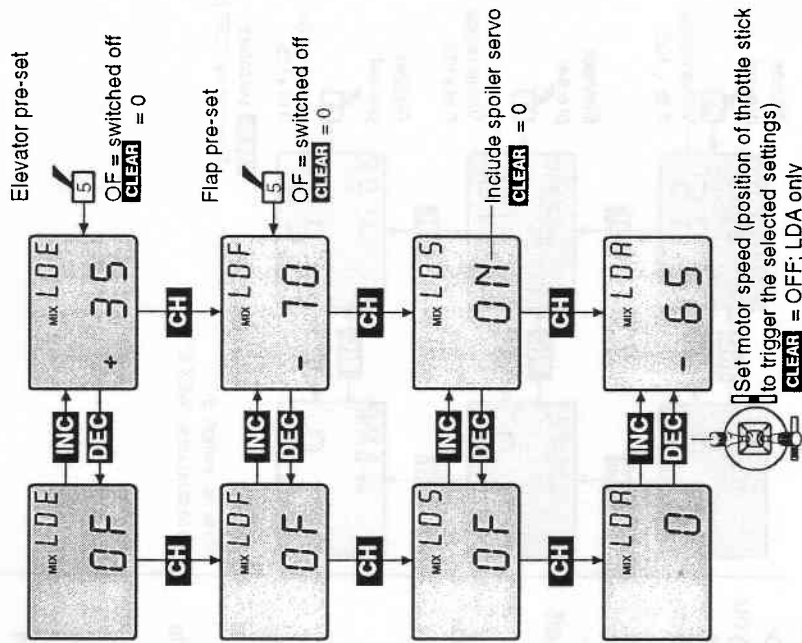 MIX LDE
OF
INC
DEC
MIX LDE
+ 35
5
Elevator pre-set
OF = switched off
CLEAR = 0
CH
CH
MIX LDF
OF
INC
DEC
MIX LDF
- 70
5
Flap pre-set
OF = switched off
CLEAR = 0
CH
CH
MIX LDS
OF
INC
DEC
MIX LDS
ON
Include spoiler servo
CLEAR = 0
CH
CH
MIX LDA
0
INC
DEC
MIX LDA
- 65
Set motor speed (position of throttle stick
to trigger the selected settings)
CLEAR = OFF; LDA only